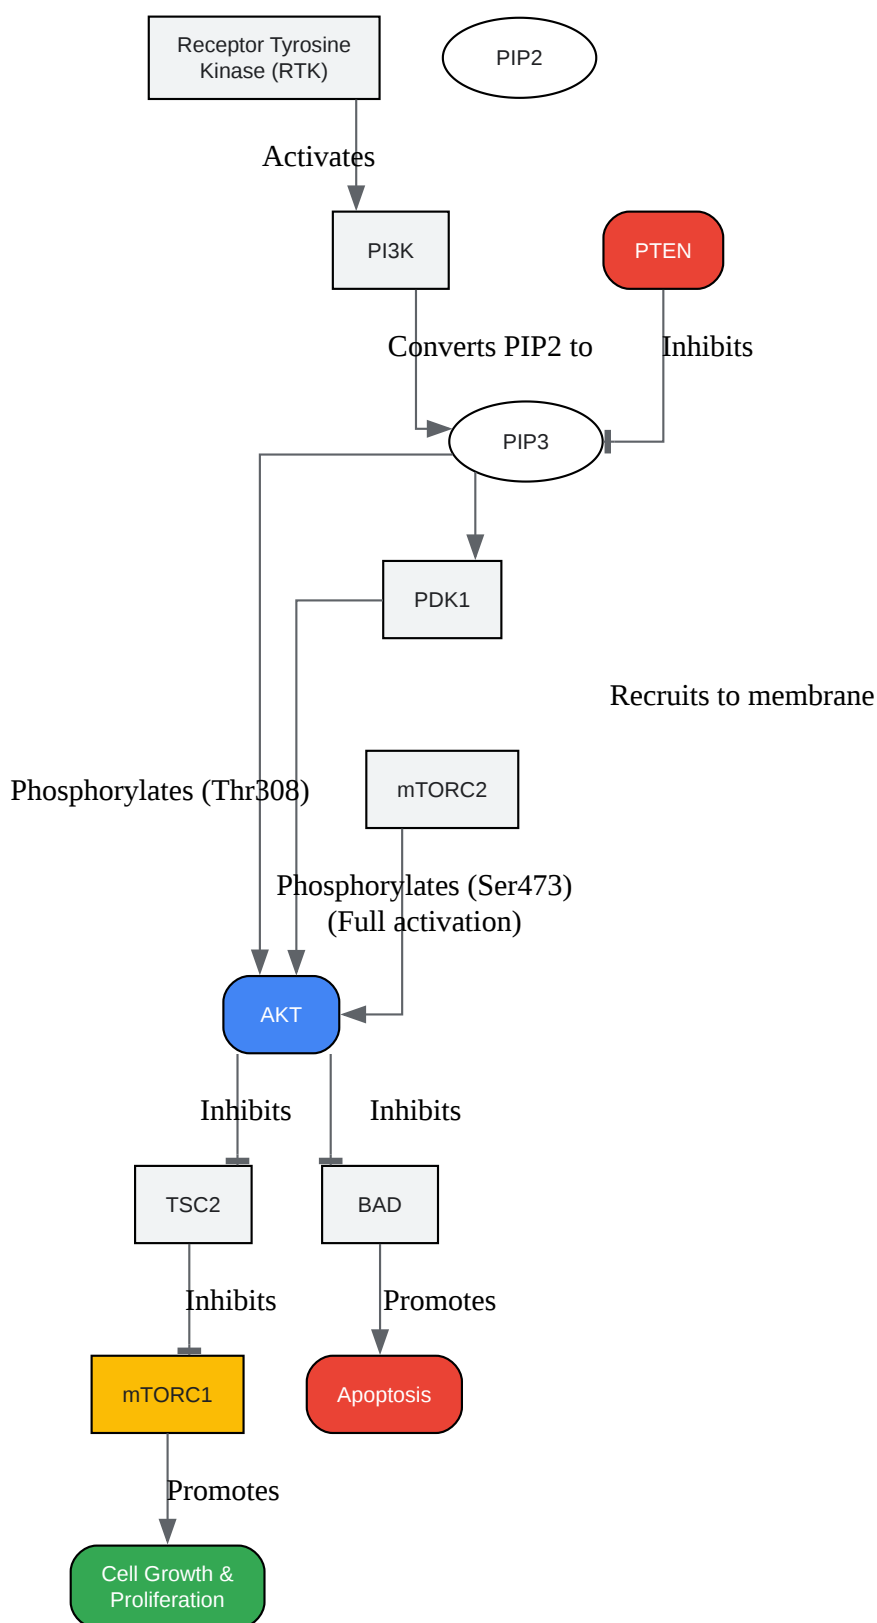 Receptor Tyrosine
Kinase (RTK)
PIP2
Activates
PI3K
PTEN
Converts PIP2 to
Inhibits
PIP3
PDK1
Recruits to membrane
Phosphorylates (Thr308)
mTORC2
Phosphorylates (Ser473)
(Full activation)
AKT
Inhibits
Inhibits
TSC2
BAD
Inhibits
Promotes
mTORC1
Apoptosis
Promotes
Cell Growth &
Proliferation